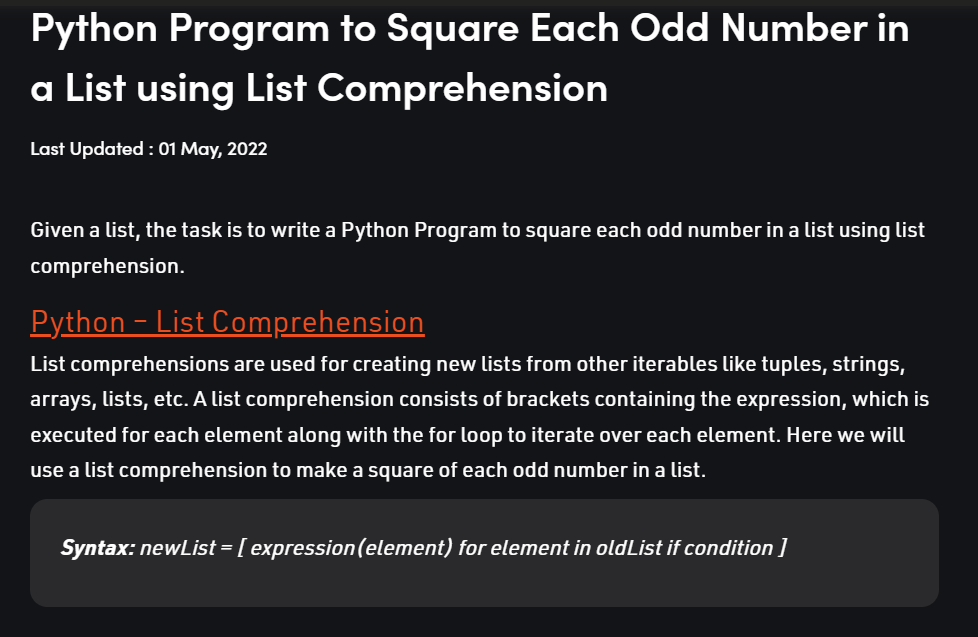 Python Program to Square Each Odd Number in
a List using List Comprehension
Last Updated : 01 May, 2022
Given a list, the task is to write a Python Program to square each odd number in a list using list
comprehension.
Python – List Comprehension
List comprehensions are used for creating new lists from other iterables like tuples, strings,
arrays, lists, etc. A list comprehension consists of brackets containing the expression, which is
executed for each element along with the for loop to iterate over each element. Here we will
use a list comprehension to make a square of each odd number in a list.
Syntax: newList = [ expression(element) for element in oldList if condition ]